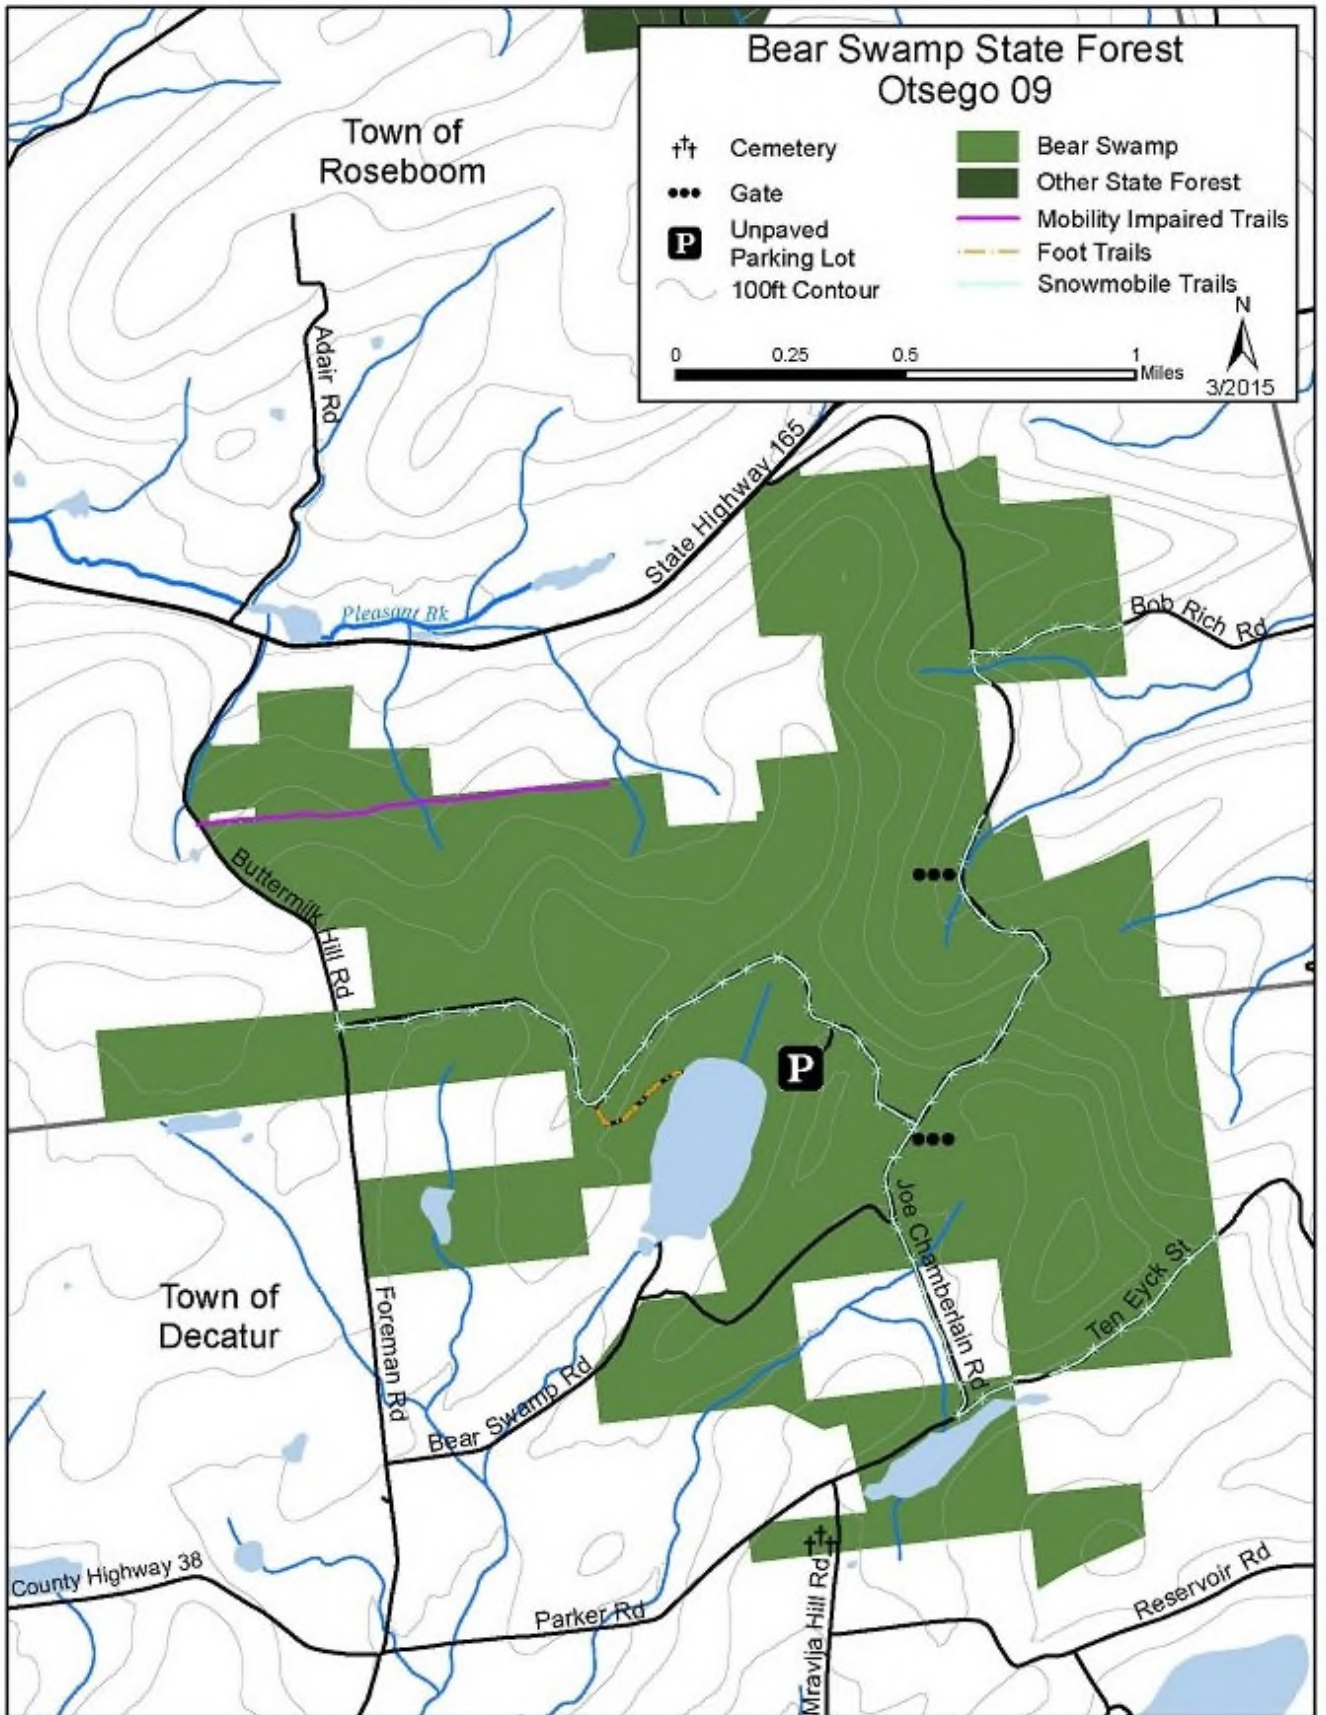 Bear Swamp State Forest
Otsego 09
Cemetery
Gate
P
Unpaved
Parking Lot
100ft Contour
Bear Swamp
Other State Forest
Mobility Impaired Trails
Foot Trails
Snowmobile Trails
N
0 0.25 0.5 1
Miles
3/2015
Town of
Roseboom
Adair Rd
State Highway 165
Pleasant Bk
Bob Rich Rd
Buttermilk Hill Rd
P
Joe Chamberlain Rd
Ten Eyck St
Town of
Decatur
Foreman Rd
Bear Swamp Rd
County Highway 38
Parker Rd
Mravlja Hill Rd
Reservoir Rd